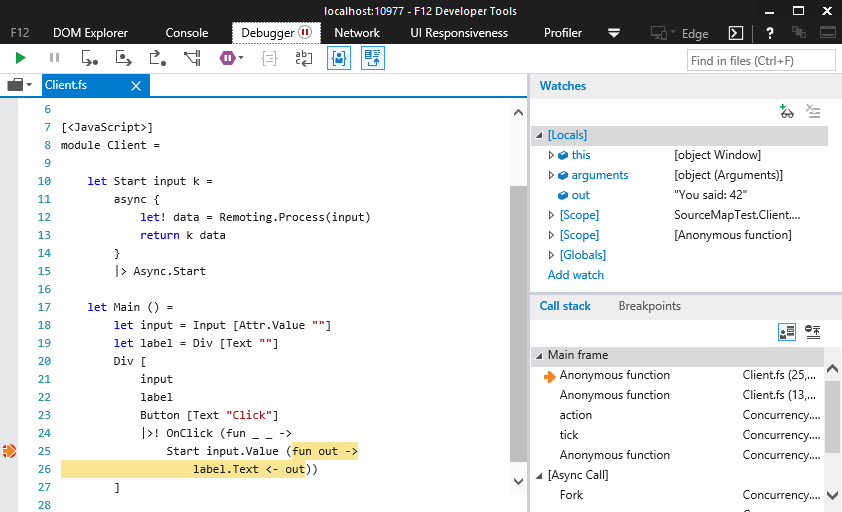 localhost:10977 - F12 Developer Tools
F12 DOM Explorer Console Debugger Network UI Responsiveness Profiler Edge ?
ab c
Find in files (Ctrl+F)
Client.fs
6
7 [<JavaScript>]
8 module Client =
9
10 let Start input k =
11 async {
12 let! data = Remoting.Process(input)
13 return k data
14 }
15 |> Async.Start
16
17 let Main () =
18 let input = Input [Attr.Value ""]
19 let label = Div [Text ""]
20 Div [
21 input
22 label
23 Button [Text "Click"]
24 |>! OnClick (fun _ _ ->
25 Start input.Value (fun out ->
26 label.Text <- out))
27 ]
28
Watches
[Locals]
this [object Window]
arguments [object (Arguments)]
out "You said: 42"
[Scope] SourceMapTest.Client....
[Scope] [Anonymous function]
[Globals]
Add watch
Call stack Breakpoints
Main frame
Anonymous function Client.fs (25,...
Anonymous function Client.fs (13,...
action Concurrency....
tick Concurrency....
Anonymous function Concurrency....
[Async Call]
Fork Concurrency....